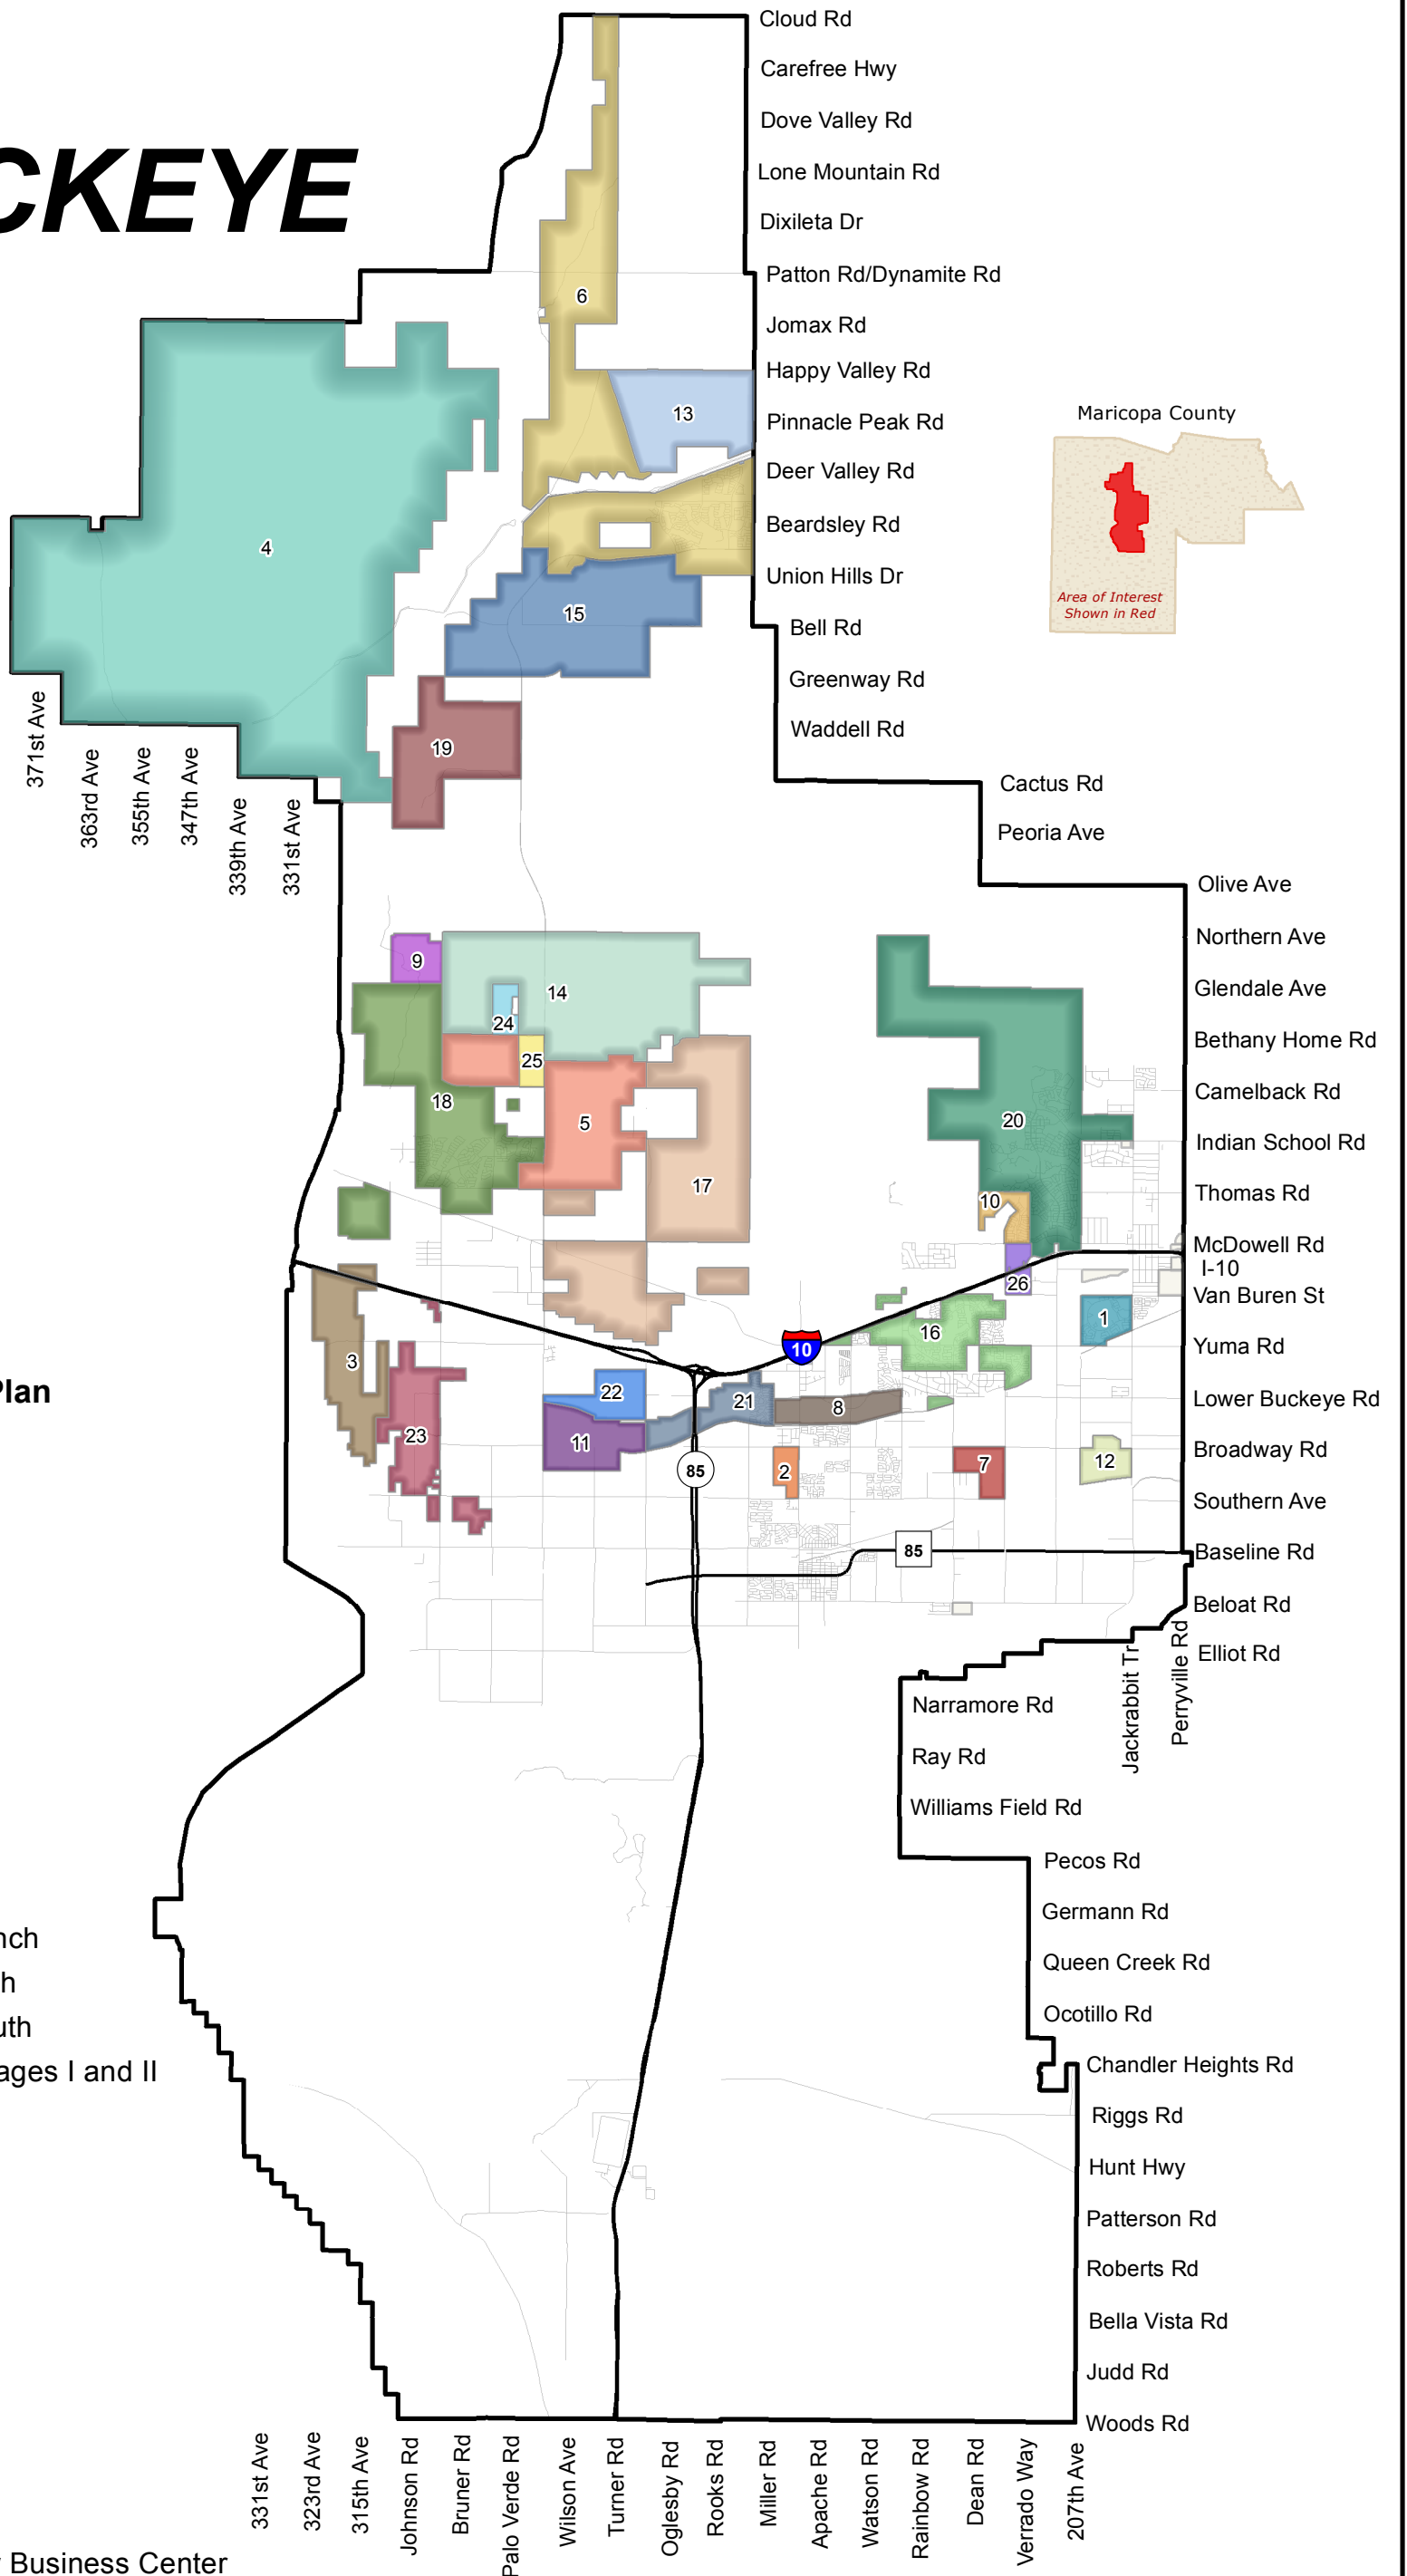 CKEYE
Cloud Rd
Carefree Hwy
Dove Valley Rd
Lone Mountain Rd
Dixileta Dr
Patton Rd/Dynamite Rd
Jomax Rd
Happy Valley Rd
Pinnacle Peak Rd
Deer Valley Rd
Beardsley Rd
Union Hills Dr
Bell Rd
Greenway Rd
Waddell Rd
Cactus Rd
Peoria Ave
Olive Ave
Northern Ave
Glendale Ave
Bethany Home Rd
Camelback Rd
Indian School Rd
Thomas Rd
McDowell Rd
I-10
Van Buren St
Yuma Rd
Lower Buckeye Rd
Broadway Rd
Southern Ave
Baseline Rd
Beloat Rd
Elliot Rd
Jackrabbit Tr
Perryville Rd
Narramore Rd
Ray Rd
Williams Field Rd
Pecos Rd
Germann Rd
Queen Creek Rd
Ocotillo Rd
Chandler Heights Rd
Riggs Rd
Hunt Hwy
Patterson Rd
Roberts Rd
Bella Vista Rd
Judd Rd
Woods Rd
Maricopa County
Area of Interest
Shown in Red
6
13
4
15
19
371st Ave
363rd Ave
355th Ave
347th Ave
339th Ave
331st Ave
9
14
24
25
18
5
17
20
10
26
1
16
10
3
22
21
8
23
11
85
2
7
12
85
Plan
nch
h
uth
ages I and II
331st Ave
323rd Ave
315th Ave
Johnson Rd
Bruner Rd
Palo Verde Rd
Wilson Ave
Turner Rd
Oglesby Rd
Rooks Rd
Miller Rd
Apache Rd
Watson Rd
Rainbow Rd
Dean Rd
Verrado Way
207th Ave
Business Center